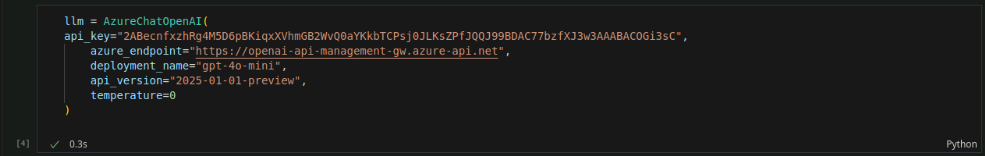 llm = AzureChatOpenAI(
api_key="2ABecnfxzhRg4M5D6pBKiqxXVhmGB2WvQ0aYKkbTCPsj0JLKsZPfJQQJ99BDAC77bzfXJ3w3AAABACOGi3sC",
azure_endpoint="https://openai-api-management-gw.azure-api.net",
deployment_name="gpt-4o-mini",
api_version="2025-01-01-preview",
temperature=0
)
[4] ✓ 0.3s Python